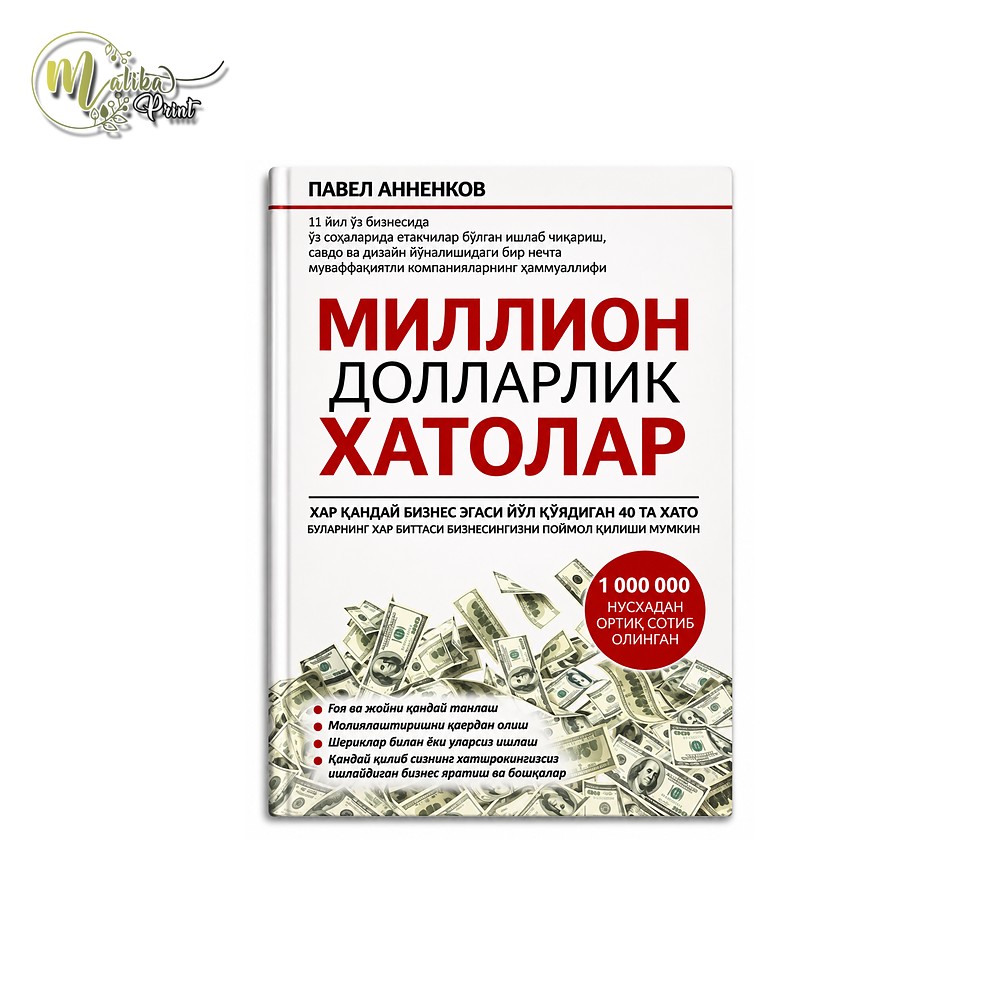 Malika
Print
ПАВЕЛ АННЕНКОВ
11 йил ўз бизнесида
ўз соҳаларида етакчилар бўлган ишлаб чиқариш,
савдо ва дизайн йўналишидаги бир нечта
муваффақиятли компанияларнинг ҳаммуаллифи
МИЛЛИОН
ДОЛЛАРЛИК
ХАТОЛАР
ХАР ҚАНДАЙ БИЗНЕС ЭГАСИ ЙЎЛ ҚЎЯДИГАН 40 ТА ХАТО
БУЛАРНИНГ ХАР БИТТАСИ БИЗНЕСИНГИЗНИ ПОЙМОЛ ҚИЛИШИ МУМКИН
1 000 000
НУСХАДАН
ОРТИҚ СОТИБ
ОЛИНГАН
Ғоя ва жойни қандай танлаш
Молиялаштиришни қаердан олиш
Шериклар билан ёки уларсиз ишлаш
Қандай қилиб сизнинг хатширокингизсиз
ишлайдиган бизнес яратиш ва бошқалар